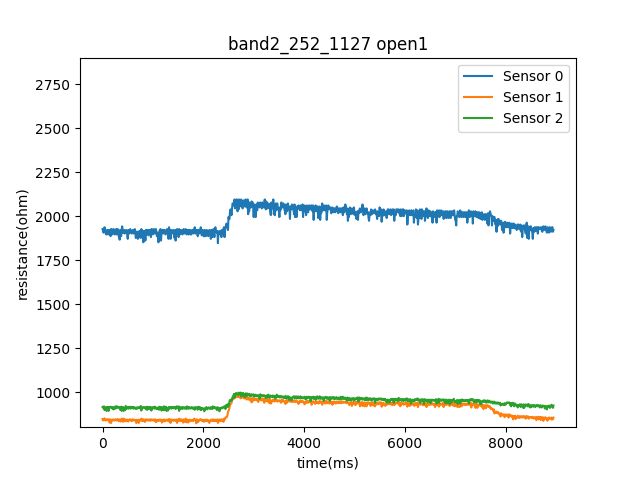 band2_252_1127 open1
Sensor 0
Sensor 1
Sensor 2
2750
2500
2250
2000
1750
1500
1250
1000
resistance(ohm)
0 2000 4000 6000 8000
time(ms)